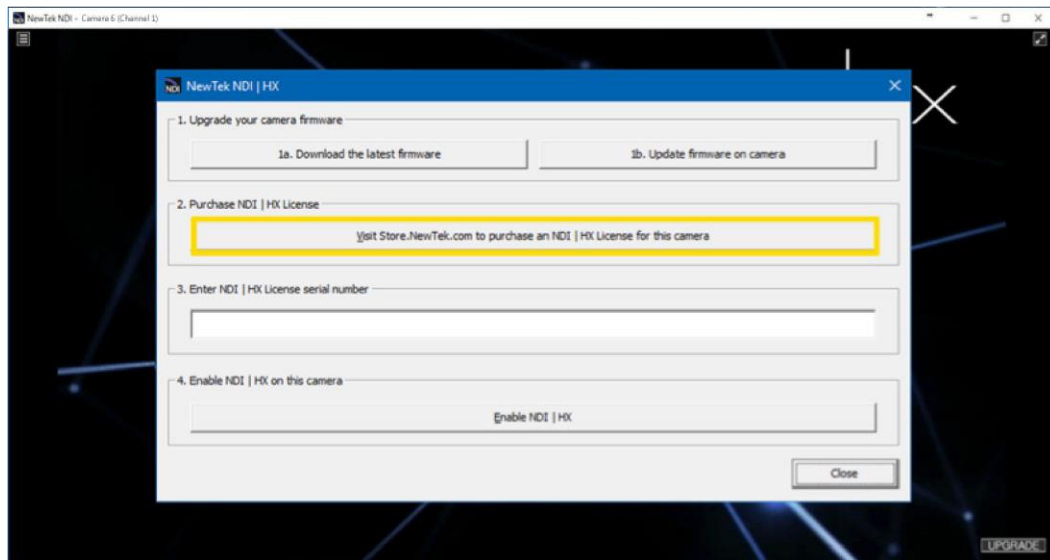 NewTek NDI - Camera 6 (Channel 1)
NDI NewTek NDI | HX
1. Upgrade your camera firmware
1a. Download the latest firmware
1b. Update firmware on camera
2. Purchase NDI | HX License
Visit Store.NewTek.com to purchase an NDI | HX License for this camera
3. Enter NDI | HX License serial number
4. Enable NDI | HX on this camera
Enable NDI | HX
Close
UPGRADE